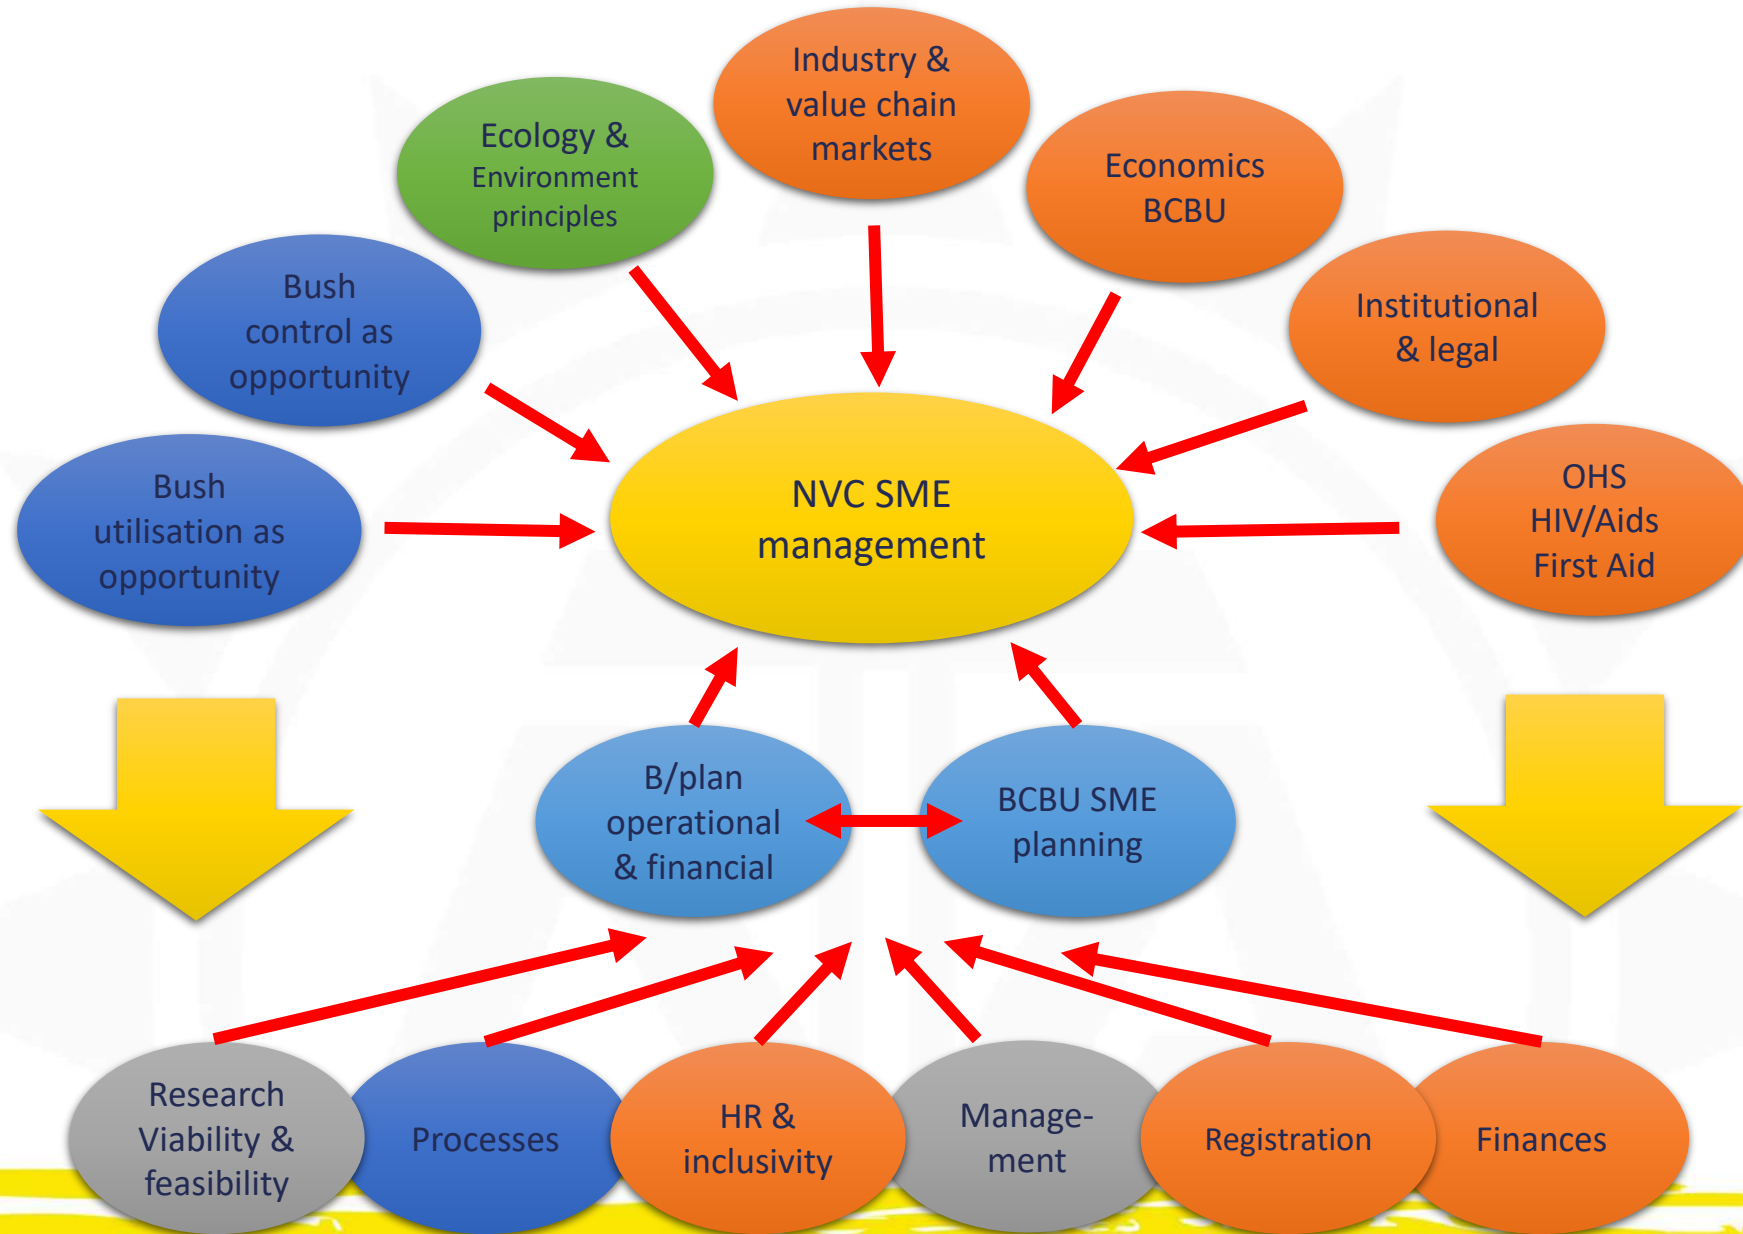 Industry &
value chain
markets
Ecology &
Environment
principles
Economics
BCBU
Bush
control as
opportunity
Institutional
& legal
Bush
utilisation as
opportunity
NVC SME
management
OHS
HIV/Aids
First Aid
B/plan
operational
& financial
BCBU SME
planning
Research
Viability &
feasibility
Processes
HR &
inclusivity
Manage-
ment
Registration
Finances